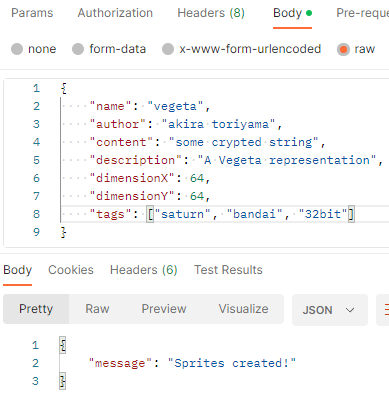 Params Authorization Headers (8) Body Pre-requ
none form-data x-www-form-urlencoded raw
1 {
2 "name": "vegeta",
3 "author": "akira toriyama",
4 "content": "some crypted string",
5 "description": "A Vegeta representation",
6 "dimensionX": 64,
7 "dimensionY": 64,
8 "tags": ["saturn", "bandai", "32bit"]
9 }
Body Cookies Headers (6) Test Results
Pretty Raw Preview Visualize JSON
1 {
2 "message": "Sprites created!"
3 }